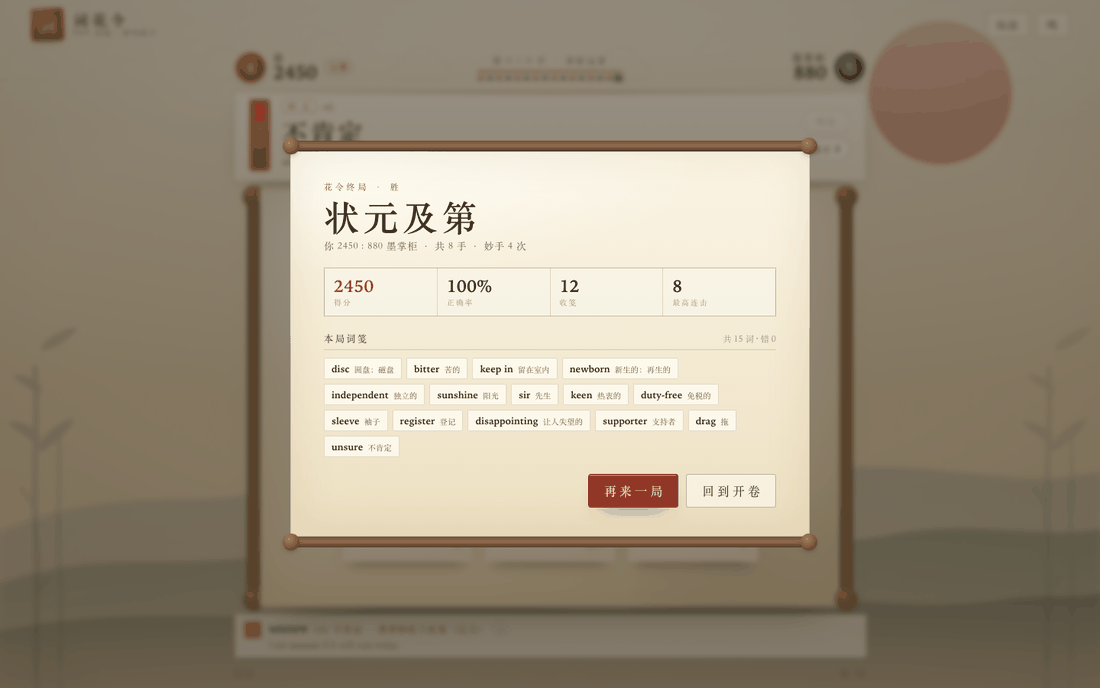 词花令
2450
880
不肯定
花令终局 · 胜
状元及第
你 2450 : 880 墨掌柜 · 共 8 手 · 妙手 4 次
2450 100% 12 8
得分 正确率 收笺 最高连击
本局词笺 共 15 词 · 错 0
disc 圆盘；磁盘 bitter 苦的 keep in 留在室内 newborn 新生的；再生的
independent 独立的 sunshine 阳光 sir 先生 keen 热衷的 duty-free 免税的
sleeve 袖子 register 登记 disappointing 让人失望的 supporter 支持者 drag 拖
unsure 不肯定
再来一局 回到开卷